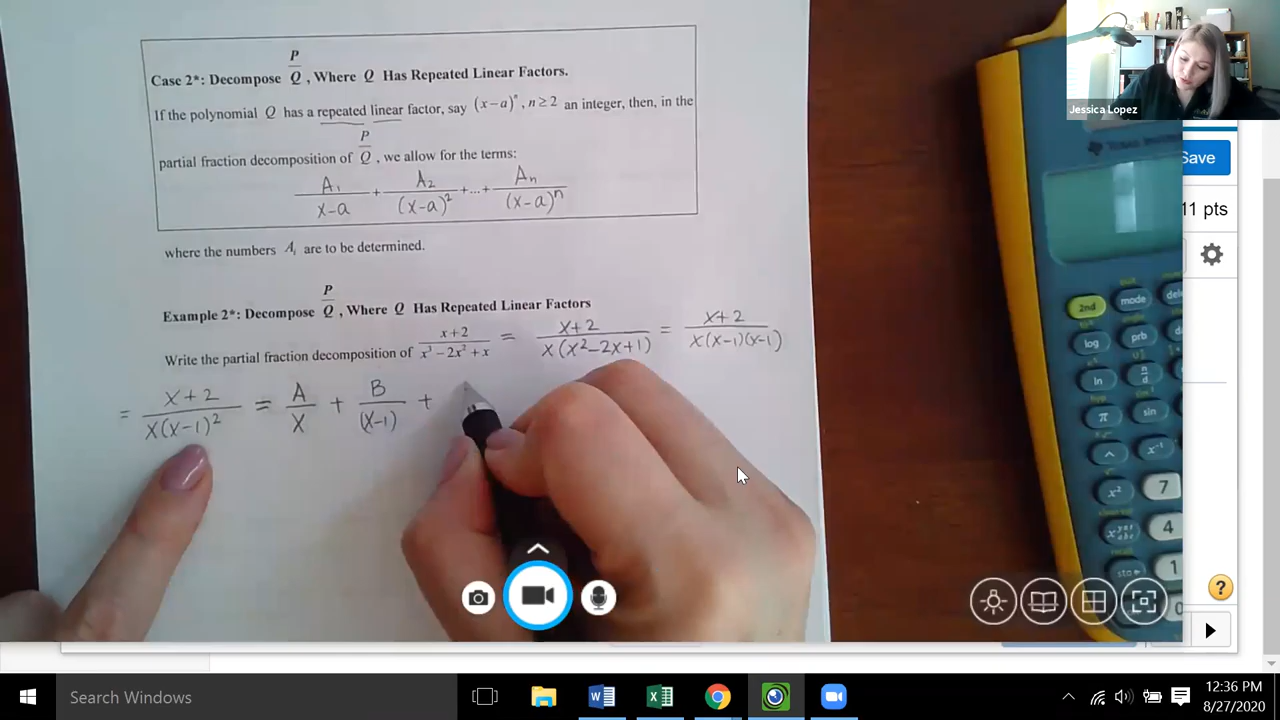 P
Case 2*: Decompose Q , Where Q Has Repeated Linear Factors.
If the polynomial Q has a repeated linear factor, say (x−a)ⁿ, n ≥ 2 an integer, then, in the
P
partial fraction decomposition of Q , we allow for the terms:
A₁/(x-a) + A₂/(x-a)² + ... + Aₙ/(x-a)ⁿ
where the numbers Aᵢ are to be determined.
P
Example 2*: Decompose Q , Where Q Has Repeated Linear Factors
Write the partial fraction decomposition of (x+2)/(x³−2x²+x) = (x+2)/(x(x²-2x+1)) = (x+2)/(x(x-1)(x-1))
= (x+2)/(x(x-1)²) = A/x + B/(x-1) +
Jessica Lopez
Save
11 pts
TEXAS INSTRUMENTS
2nd
mode
del
log
prb
ln
n/d
π
sin
^
x⁻¹
x²
7
4
sto▸
1
0
?
Search Windows
12:36 PM
8/27/2020